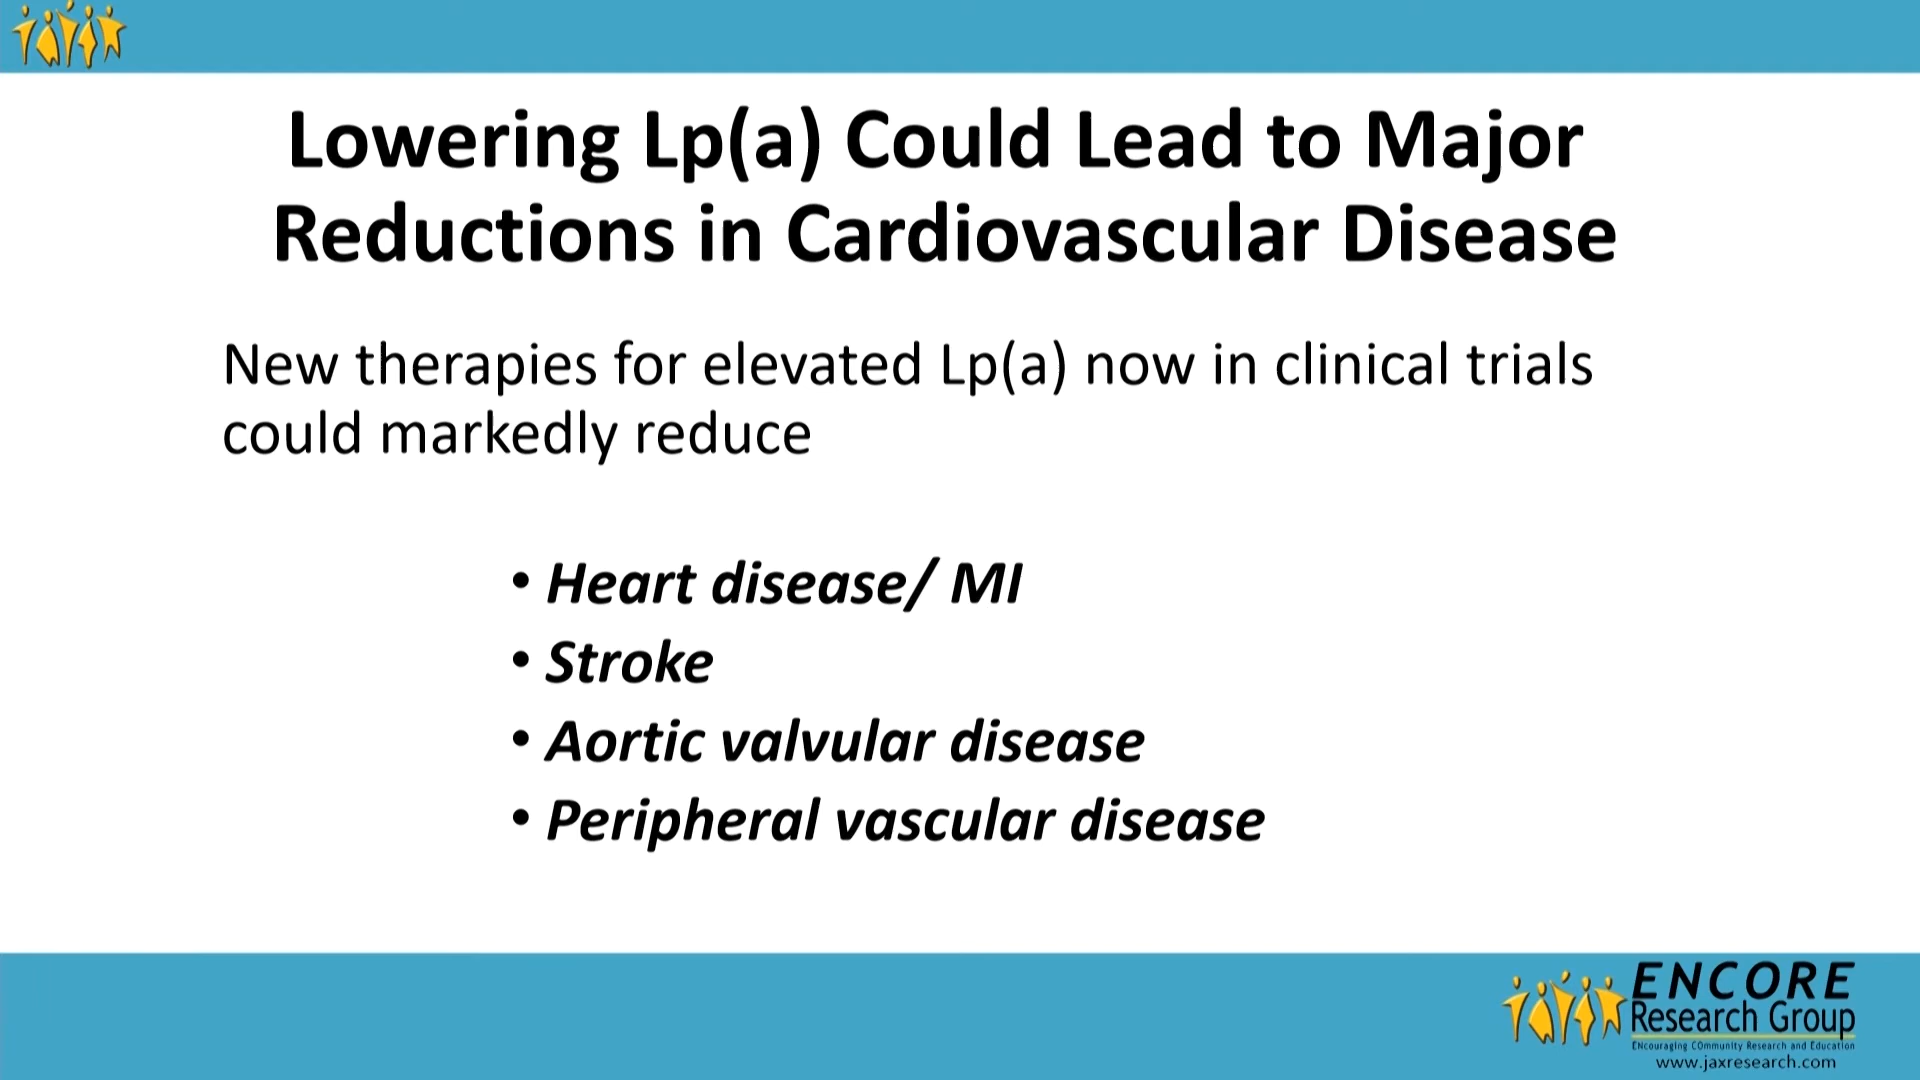 Lowering Lp(a) Could Lead to Major
Reductions in Cardiovascular Disease
New therapies for elevated Lp(a) now in clinical trials
could markedly reduce
• Heart disease/ MI
• Stroke
• Aortic valvular disease
• Peripheral vascular disease
ENCORE
Research Group
ENcouraging COmmunity Research and Education
www.jaxresearch.com